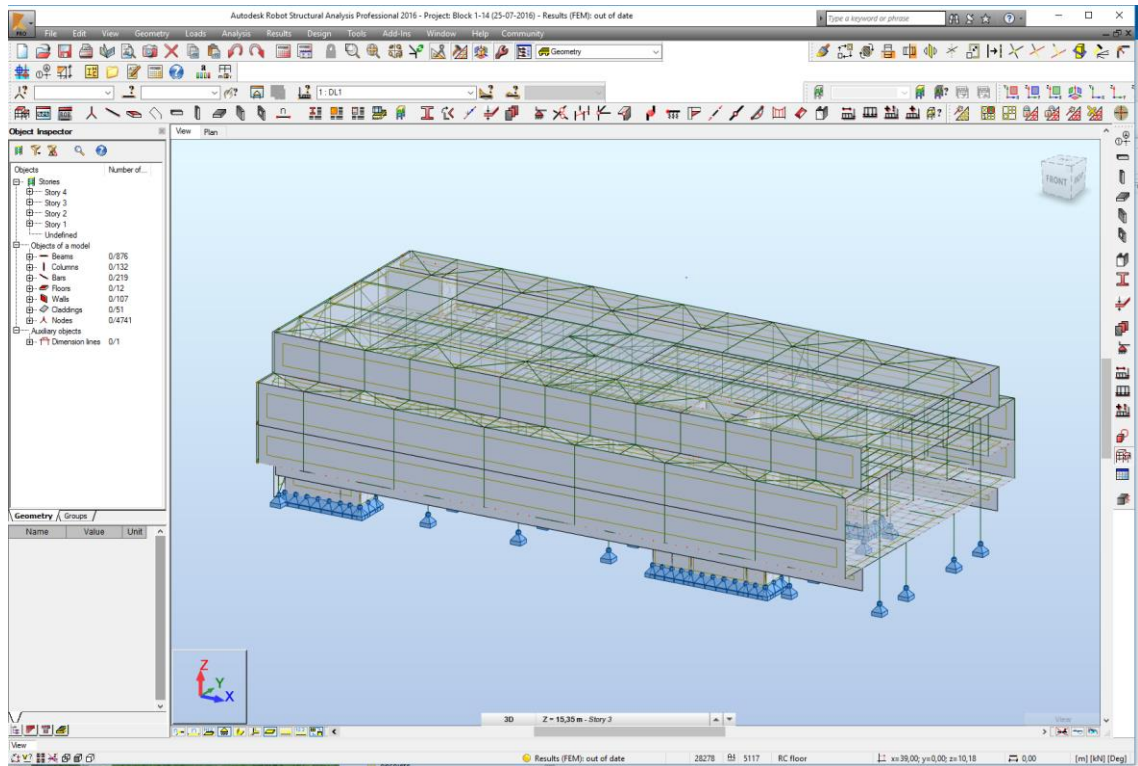 Autodesk Robot Structural Analysis Professional 2016 - Project: Block 1-14 (25-07-2016) - Results (FEM): out of date
Type a keyword or phrase
PRO
File Edit View Geometry Loads Analysis Results Design Tools Add-Ins Window Help Community
Geometry
1 : DL1
Object Inspector
View Plan
Objects Number of...
Stories
Story 4
Story 3
Story 2
Story 1
Undefined
Objects of a model
Beams 0/876
Columns 0/132
Bars 0/219
Floors 0/12
Walls 0/107
Claddings 0/51
Nodes 0/4741
Auxiliary objects
Dimension lines 0/1
FRONT
Geometry Groups
Name Value Unit
Z
Y
X
3D Z = 15,35 m - Story 3
View
View
Results (FEM): out of date 28278 5117 RC floor x=39,00; y=0,00; z=10,18 0,00 [m] [kN] [Deg]